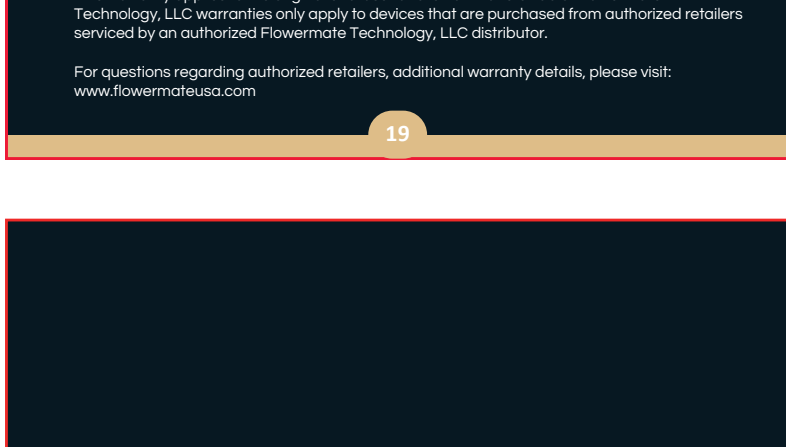 Technology, LLC warranties only apply to devices that are purchased from authorized retailers
serviced by an authorized Flowermate Technology, LLC distributor.
For questions regarding authorized retailers, additional warranty details, please visit:
www.flowermateusa.com
19